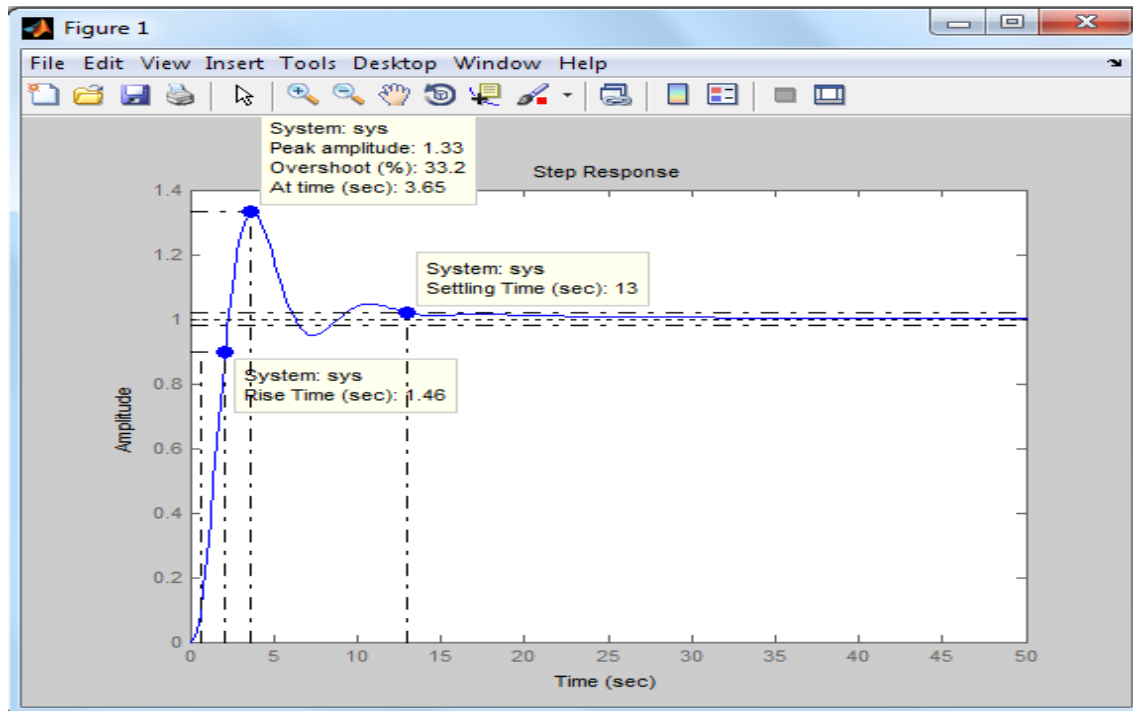 Figure 1
File Edit View Insert Tools Desktop Window Help
System: sys
Peak amplitude: 1.33
Overshoot (%): 33.2
At time (sec): 3.65
Step Response
1.4
1.2
1
0.8
0.6
0.4
0.2
0
Amplitude
System: sys
Settling Time (sec): 13
System: sys
Rise Time (sec): 1.46
0 5 10 15 20 25 30 35 40 45 50
Time (sec)